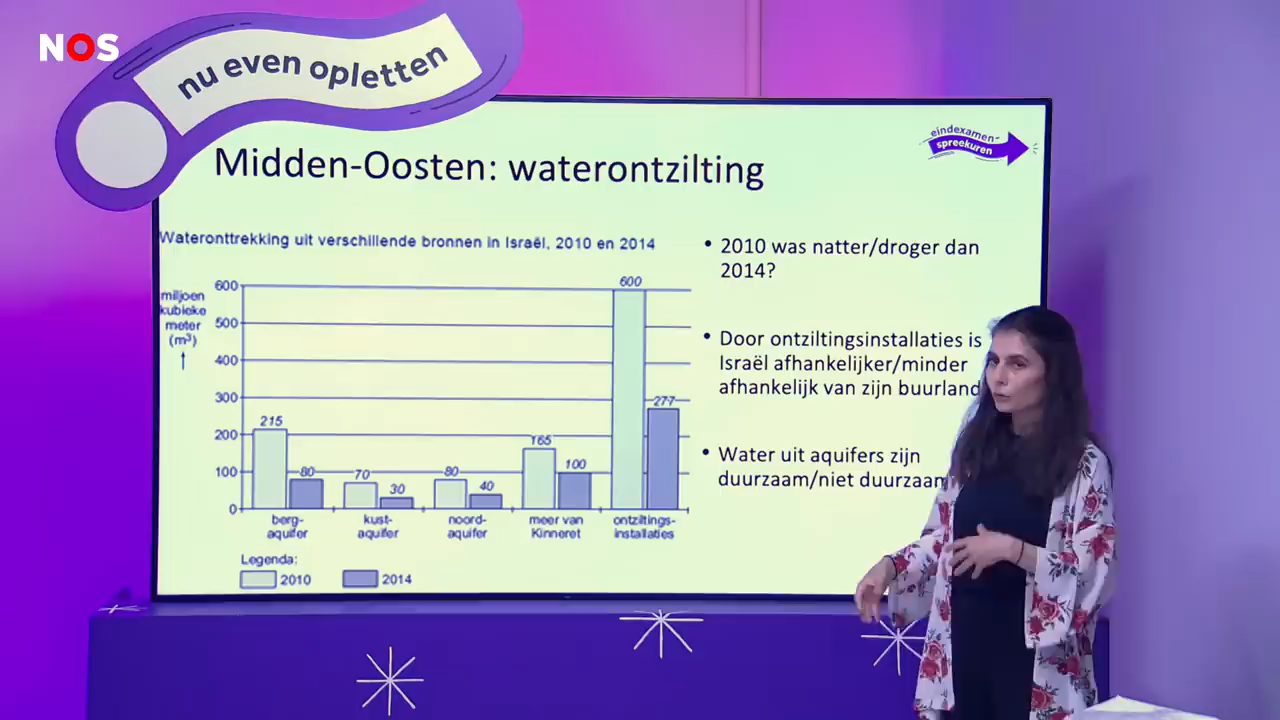 NOS
nu even opletten
eindexamen-
spreekuren
Midden-Oosten: waterontzilting
Wateronttrekking uit verschillende bronnen in Israël, 2010 en 2014
miljoen
kubieke
meter
(m³)
600
500
400
300
200
100
0
215
80
70
30
80
40
165
100
600
277
berg-
aquifer
kust-
aquifer
noord-
aquifer
meer van
Kinneret
ontziltings-
installaties
Legenda:
2010
2014
• 2010 was natter/droger dan
2014?
• Door ontziltingsinstallaties is
Israël afhankelijker/minder
afhankelijk van zijn buurland
• Water uit aquifers zijn
duurzaam/niet duurzaam